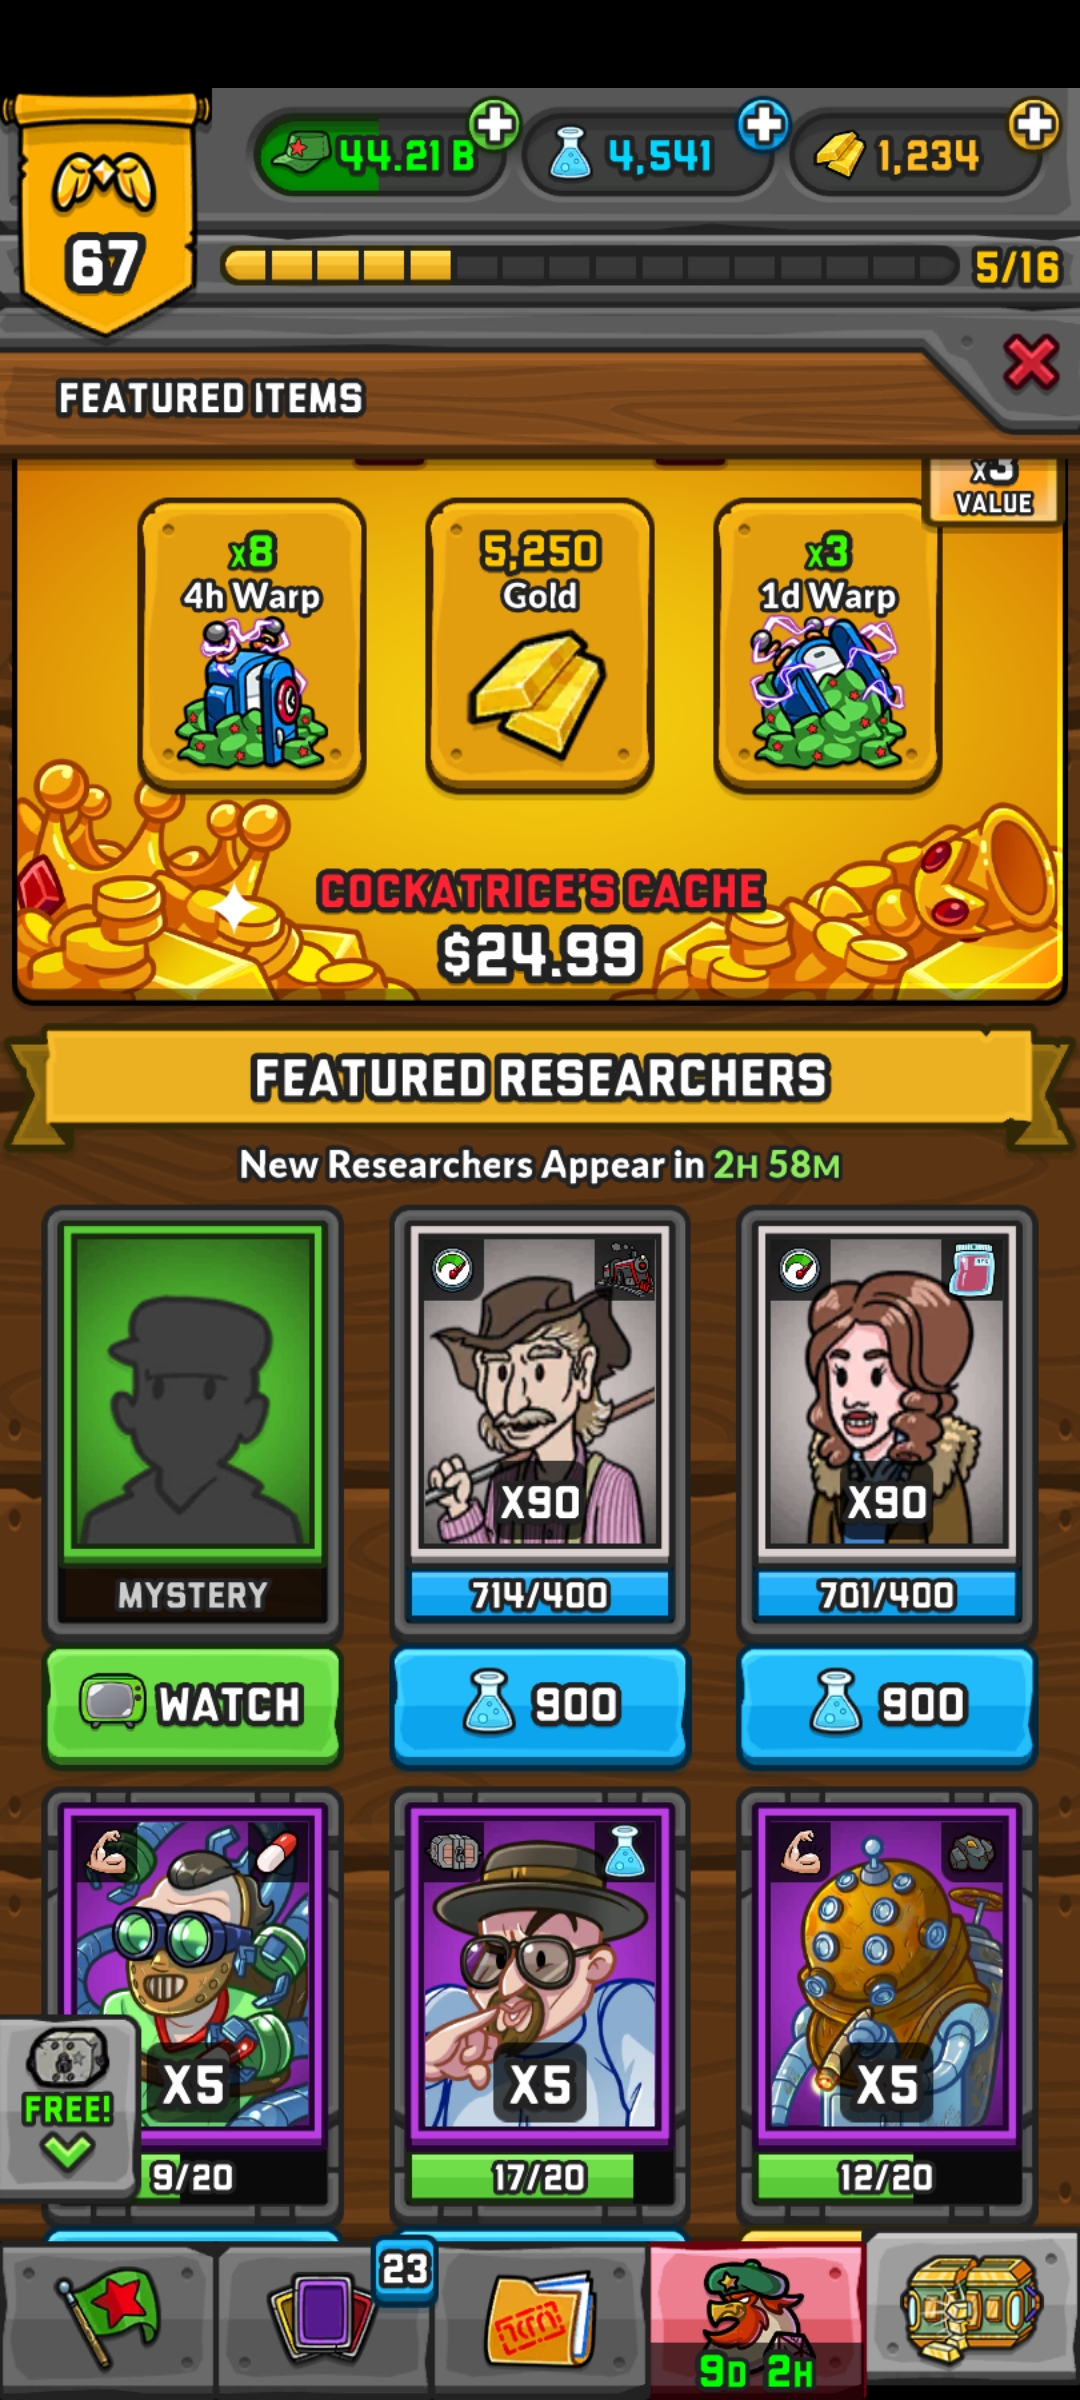 44.21 B
4,541
1,234
67
5/16
FEATURED ITEMS
x3
VALUE
x8
4h Warp
5,250
Gold
x3
1d Warp
COCKATRICE'S CACHE
$24.99
FEATURED RESEARCHERS
New Researchers Appear in 2H 58M
X90
X90
MYSTERY
714/400
701/400
WATCH
900
900
X5
X5
X5
FREE!
9/20
17/20
12/20
23
9D 2H